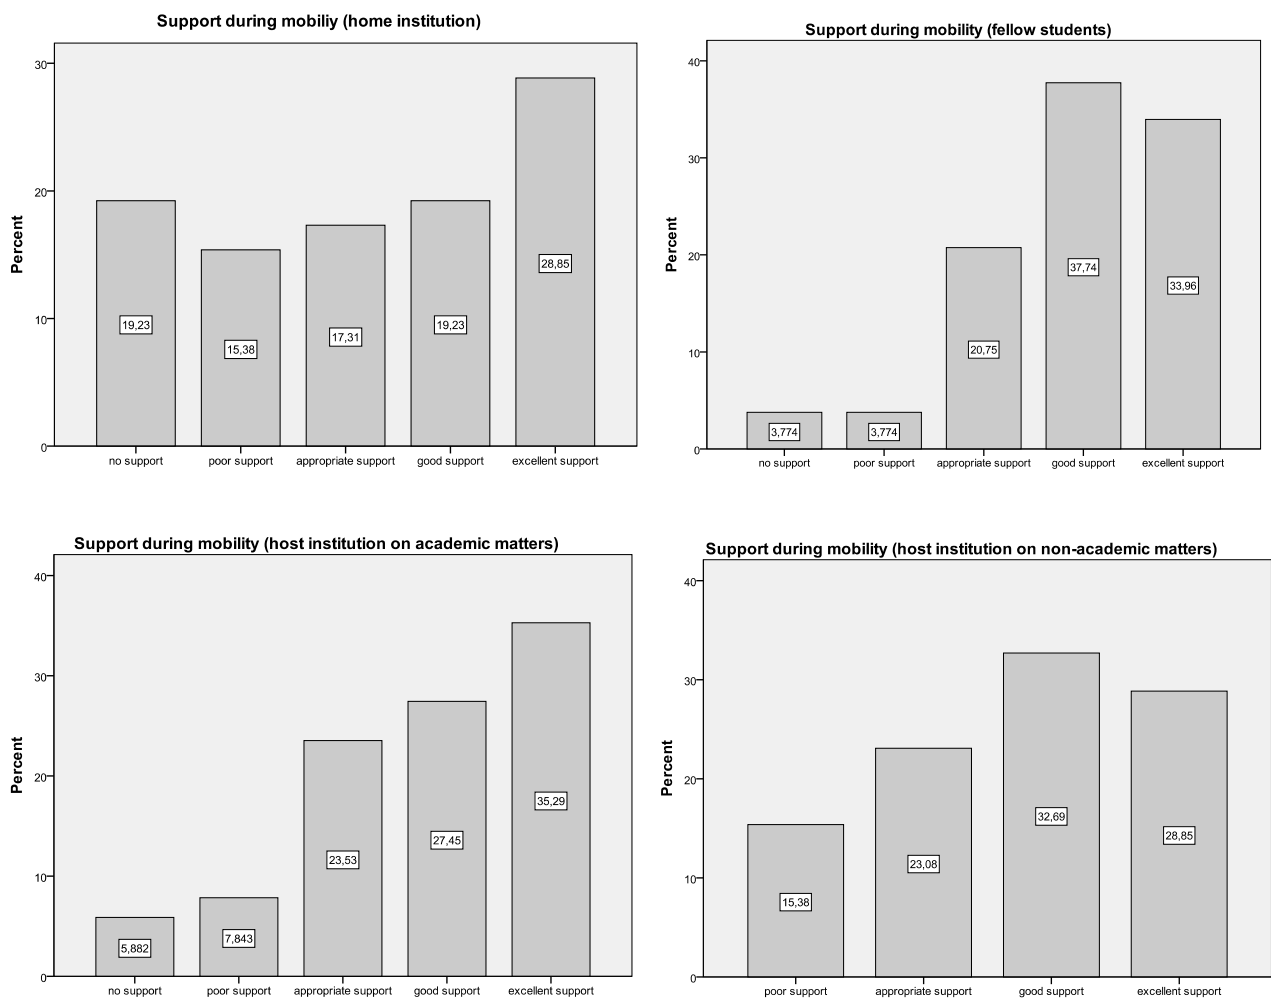 Support during mobiliy (home institution)
Percent
30
20
10
0
19,23
15,38
17,31
19,23
28,85
no support
poor support
appropriate support
good support
excellent support
Support during mobility (fellow students)
Percent
40
30
20
10
0
3,774
3,774
20,75
37,74
33,96
no support
poor support
appropriate support
good support
excellent support
Support during mobility (host institution on academic matters)
Percent
40
30
20
10
0
5,882
7,843
23,53
27,45
35,29
no support
poor support
appropriate support
good support
excellent support
Support during mobility (host institution on non-academic matters)
Percent
40
30
20
10
0
15,38
23,08
32,69
28,85
poor support
appropriate support
good support
excellent support